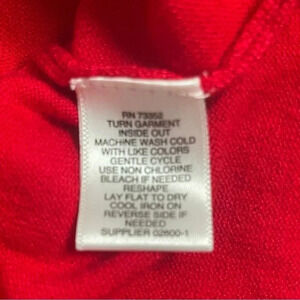 RN 73352
TURN GARMENT
INSIDE OUT
MACHINE WASH COLD
WITH LIKE COLORS
GENTLE CYCLE
USE NON CHLORINE
BLEACH IF NEEDED
RESHAPE
LAY FLAT TO DRY
COOL IRON ON
REVERSE SIDE IF
NEEDED
SUPPLIER 02600-1